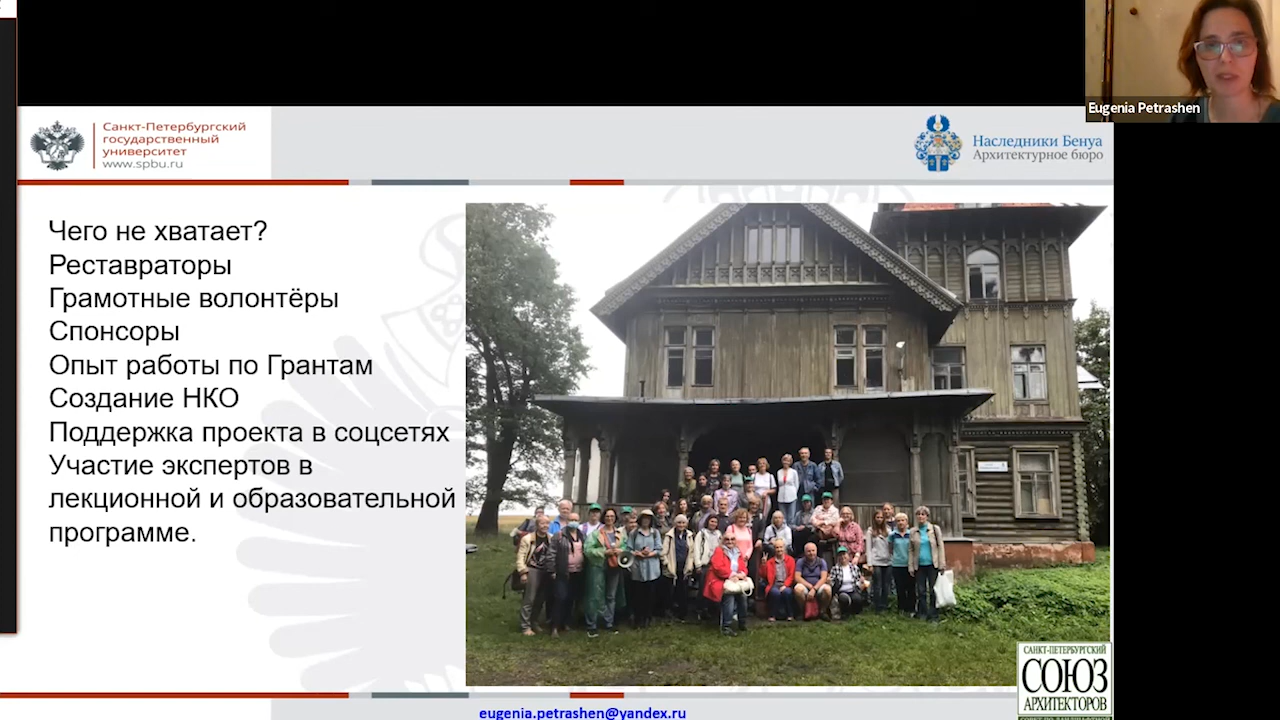 Eugenia Petrashen
Санкт-Петербургский
государственный
университет
www.spbu.ru
Наследники Бенуа
Архитектурное бюро
Чего не хватает?
Реставраторы
Грамотные волонтёры
Спонсоры
Опыт работы по Грантам
Создание НКО
Поддержка проекта в соцсетях
Участие экспертов в
лекционной и образовательной
программе.
САНКТ-ПЕТЕРБУРГСКИЙ
СОЮЗ
АРХИТЕКТОРОВ
eugenia.petrashen@yandex.ru